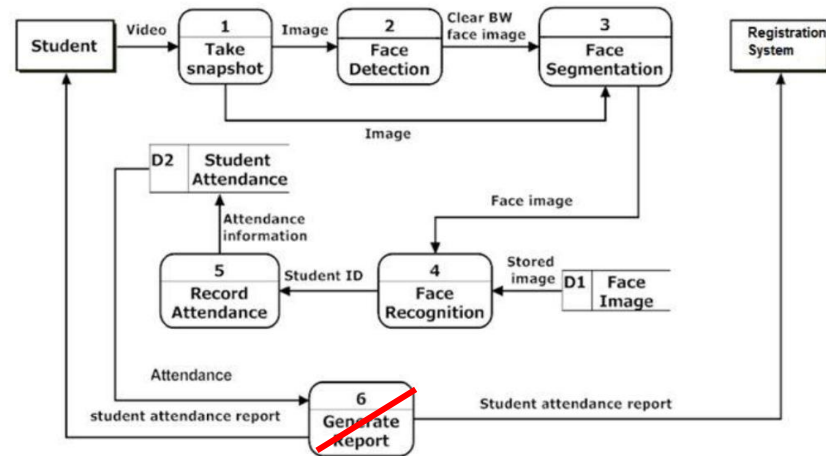 Student
Video
1
Take
snapshot
Image
2
Face
Detection
Clear BW
face image
3
Face
Segmentation
Registration
System
Image
D2
Student
Attendance
Attendance
information
Face image
5
Record
Attendance
Student ID
4
Face
Recognition
Stored
image
D1
Face
Image
Attendance
student attendance report
6
Generate
Report
Student attendance report